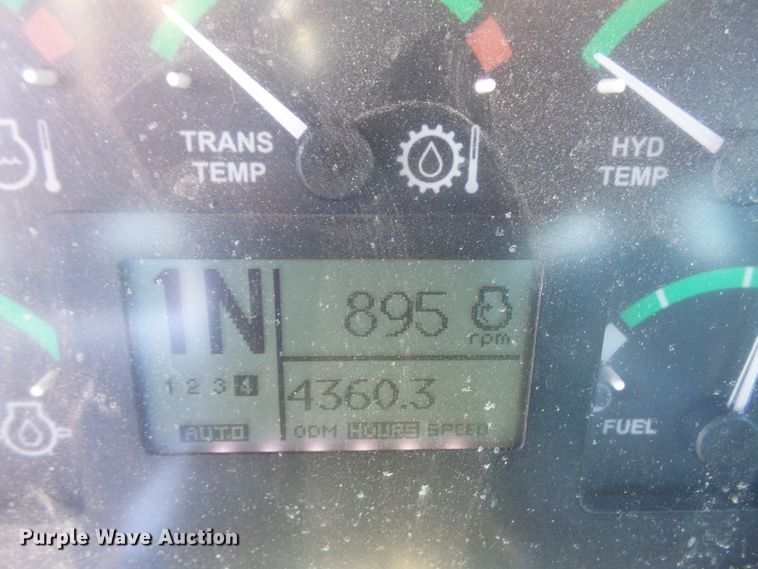 TRANS
TEMP
HYD
TEMP
1N
895
rpm
1 2 3 4
4360.3
AUTO
ODM HOURS SPEED
FUEL
Purple Wave Auction